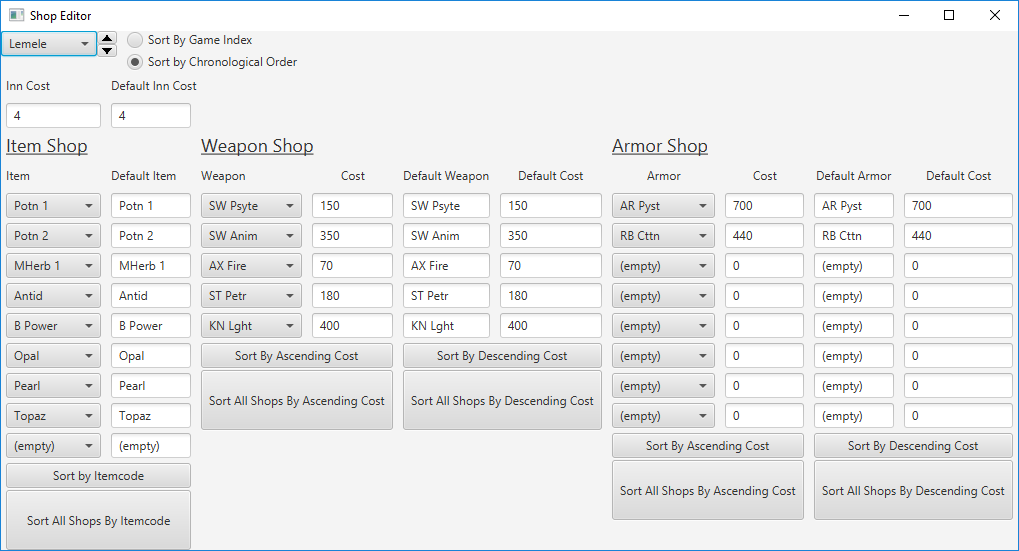 Shop Editor
Lemele
Sort By Game Index
Sort by Chronological Order
Inn Cost Default Inn Cost
4 4
Item Shop Weapon Shop Armor Shop
Item Default Item Weapon Cost Default Weapon Default Cost Armor Cost Default Armor Default Cost
Potn 1 Potn 1 SW Psyte 150 SW Psyte 150 AR Pyst 700 AR Pyst 700
Potn 2 Potn 2 SW Anim 350 SW Anim 350 RB Cttn 440 RB Cttn 440
MHerb 1 MHerb 1 AX Fire 70 AX Fire 70 (empty) 0 (empty) 0
Antid Antid ST Petr 180 ST Petr 180 (empty) 0 (empty) 0
B Power B Power KN Lght 400 KN Lght 400 (empty) 0 (empty) 0
Opal Opal Sort By Ascending Cost Sort By Descending Cost (empty) 0 (empty) 0
Pearl Pearl (empty) 0 (empty) 0
Sort All Shops By Ascending Cost Sort All Shops By Descending Cost
Topaz Topaz (empty) 0 (empty) 0
(empty) (empty) Sort By Ascending Cost Sort By Descending Cost
Sort by Itemcode
Sort All Shops By Ascending Cost Sort All Shops By Descending Cost
Sort All Shops By Itemcode